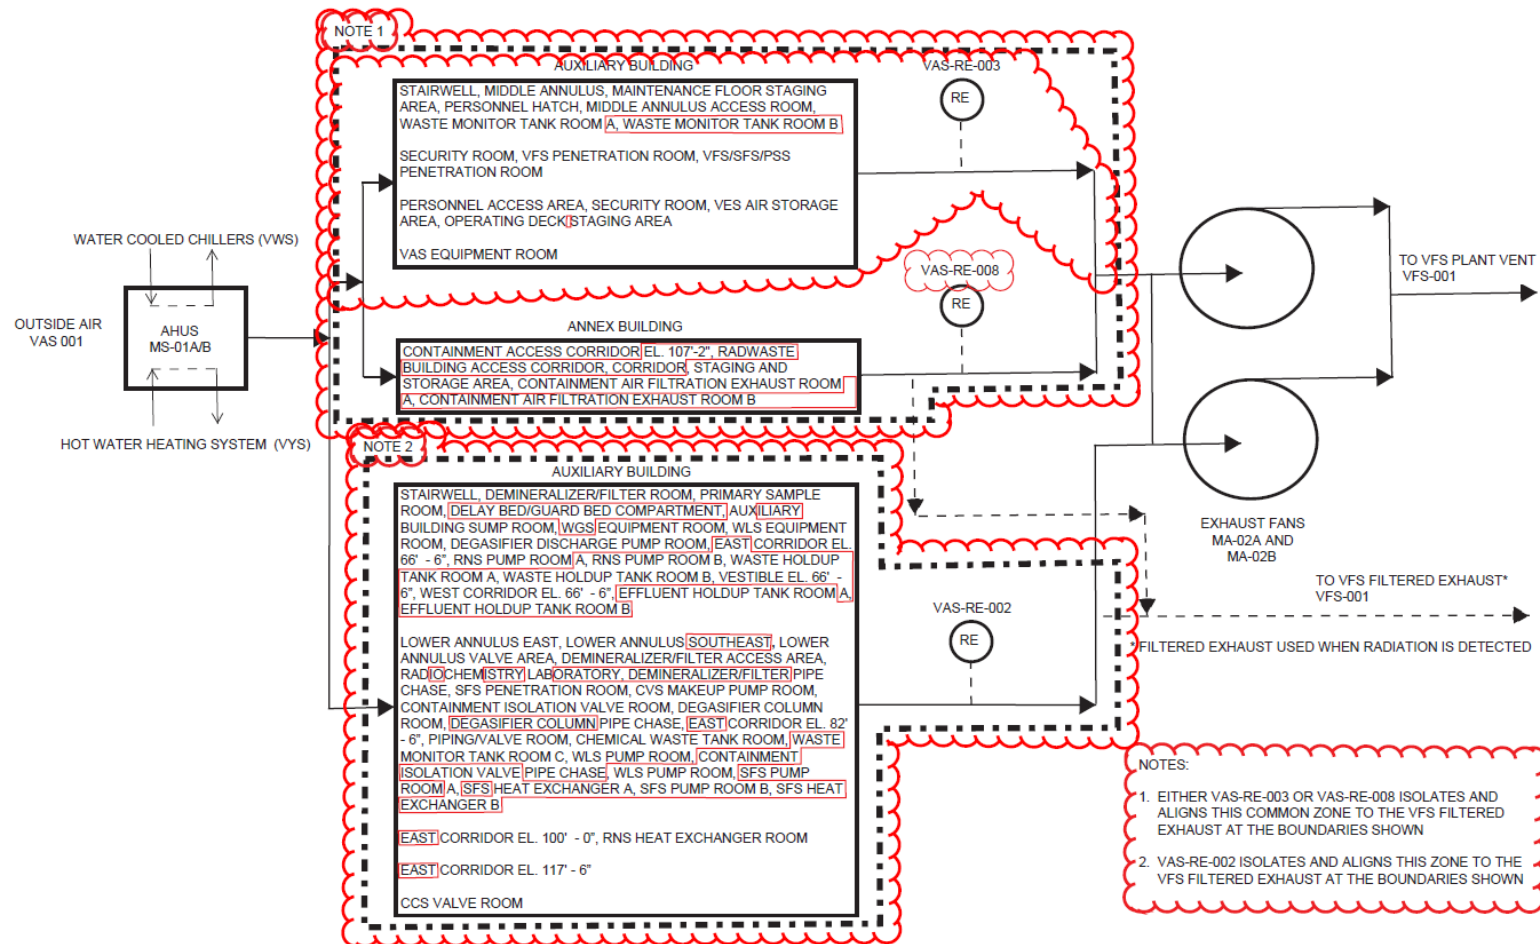 NOTE 1
AUXILIARY BUILDING
STAIRWELL, MIDDLE ANNULUS, MAINTENANCE FLOOR STAGING
AREA, PERSONNEL HATCH, MIDDLE ANNULUS ACCESS ROOM,
WASTE MONITOR TANK ROOM A, WASTE MONITOR TANK ROOM B
SECURITY ROOM, VFS PENETRATION ROOM, VFS/SFS/PSS
PENETRATION ROOM
PERSONNEL ACCESS AREA, SECURITY ROOM, VES AIR STORAGE
AREA, OPERATING DECK STAGING AREA
VAS EQUIPMENT ROOM
VAS-RE-003
RE
VAS-RE-008
RE
WATER COOLED CHILLERS (VWS)
OUTSIDE AIR
VAS 001
AHUS
MS-01A/B
HOT WATER HEATING SYSTEM (VYS)
ANNEX BUILDING
CONTAINMENT ACCESS CORRIDOR EL. 107'-2", RADWASTE
BUILDING ACCESS CORRIDOR, CORRIDOR, STAGING AND
STORAGE AREA, CONTAINMENT AIR FILTRATION EXHAUST ROOM
A, CONTAINMENT AIR FILTRATION EXHAUST ROOM B
TO VFS PLANT VENT
VFS-001
EXHAUST FANS
MA-02A AND
MA-02B
NOTE 2
AUXILIARY BUILDING
STAIRWELL, DEMINERALIZER/FILTER ROOM, PRIMARY SAMPLE
ROOM, DELAY BED/GUARD BED COMPARTMENT, AUXILIARY
BUILDING SUMP ROOM, WGS EQUIPMENT ROOM, WLS EQUIPMENT
ROOM, DEGASIFIER DISCHARGE PUMP ROOM, EAST CORRIDOR EL.
66' - 6", RNS PUMP ROOM A, RNS PUMP ROOM B, WASTE HOLDUP
TANK ROOM A, WASTE HOLDUP TANK ROOM B, VESTIBLE EL. 66' -
6", WEST CORRIDOR EL. 66' - 6", EFFLUENT HOLDUP TANK ROOM A,
EFFLUENT HOLDUP TANK ROOM B
LOWER ANNULUS EAST, LOWER ANNULUS SOUTHEAST, LOWER
ANNULUS VALVE AREA, DEMINERALIZER/FILTER ACCESS AREA,
RADIOCHEMISTRY LABORATORY, DEMINERALIZER/FILTER PIPE
CHASE, SFS PENETRATION ROOM, CVS MAKEUP PUMP ROOM,
CONTAINMENT ISOLATION VALVE ROOM, DEGASIFIER COLUMN
ROOM, DEGASIFIER COLUMN PIPE CHASE, EAST CORRIDOR EL. 82'
- 6", PIPING/VALVE ROOM, CHEMICAL WASTE TANK ROOM, WASTE
MONITOR TANK ROOM C, WLS PUMP ROOM, CONTAINMENT
ISOLATION VALVE PIPE CHASE, WLS PUMP ROOM, SFS PUMP
ROOM A, SFS HEAT EXCHANGER A, SFS PUMP ROOM B, SFS HEAT
EXCHANGER B
EAST CORRIDOR EL. 100' - 0", RNS HEAT EXCHANGER ROOM
EAST CORRIDOR EL. 117' - 6"
CCS VALVE ROOM
VAS-RE-002
RE
TO VFS FILTERED EXHAUST*
VFS-001
* FILTERED EXHAUST USED WHEN RADIATION IS DETECTED
NOTES:
1. EITHER VAS-RE-003 OR VAS-RE-008 ISOLATES AND
ALIGNS THIS COMMON ZONE TO THE VFS FILTERED
EXHAUST AT THE BOUNDARIES SHOWN
2. VAS-RE-002 ISOLATES AND ALIGNS THIS ZONE TO THE
VFS FILTERED EXHAUST AT THE BOUNDARIES SHOWN